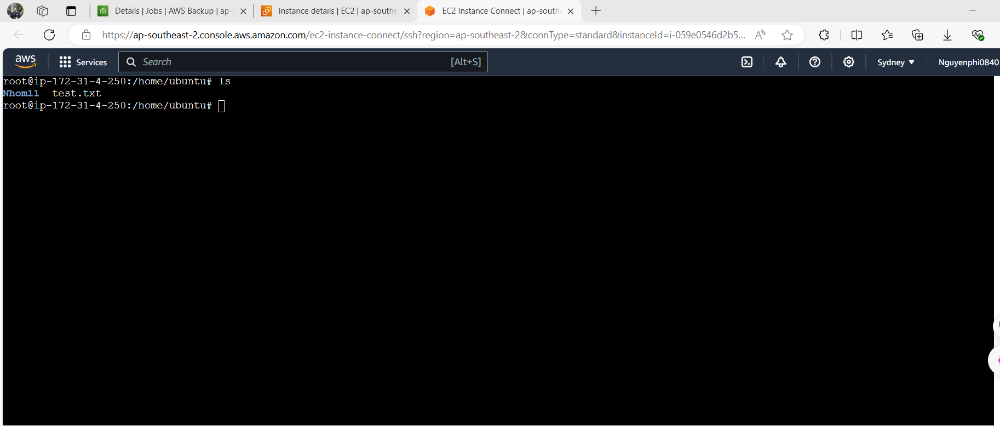 Details | Jobs | AWS Backup | ap-
Instance details | EC2 | ap-southe
EC2 Instance Connect | ap-south
https://ap-southeast-2.console.aws.amazon.com/ec2-instance-connect/ssh?region=ap-southeast-2&connType=standard&instanceId=i-059e0546d2b5...
aws
Services
Search
[Alt+S]
Sydney
Nguyenphi0840
root@ip-172-31-4-250:/home/ubuntu# ls
Nhom11 test.txt
root@ip-172-31-4-250:/home/ubuntu#